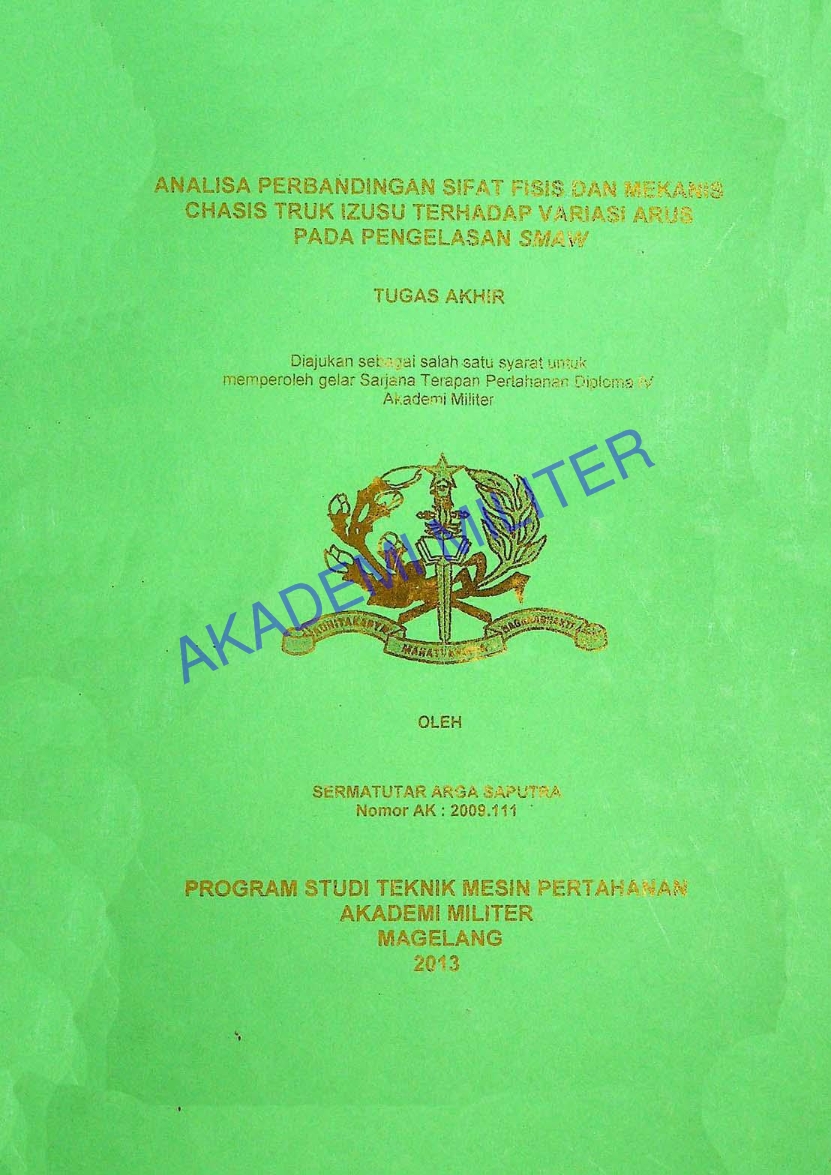 ANALISA PERBANDINGAN SIFAT FISIS DAN MEKANIS
CHASIS TRUK IZUSU TERHADAP VARIASI ARUS
PADA PENGELASAN SMAW
TUGAS AKHIR
Diajukan sebagai salah satu syarat untuk
memperoleh gelar Sarjana Terapan Pertahanan Diploma IV
Akademi Militer
AKADEMI MILITER
OLEH
SERMATUTAR ARGA SAPUTRA
Nomor AK : 2009.111
PROGRAM STUDI TEKNIK MESIN PERTAHANAN
AKADEMI MILITER
MAGELANG
2013